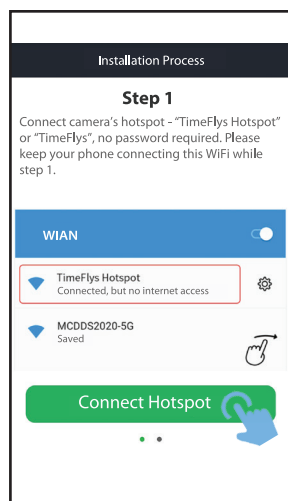 Installation Process
Step 1
Connect camera's hotspot - "TimeFlys Hotspot"
or "TimeFlys", no password required. Please
keep your phone connecting this WiFi while
step 1.
WIAN
TimeFlys Hotspot
Connected, but no internet access
MCDDS2020-5G
Saved
Connect Hotspot